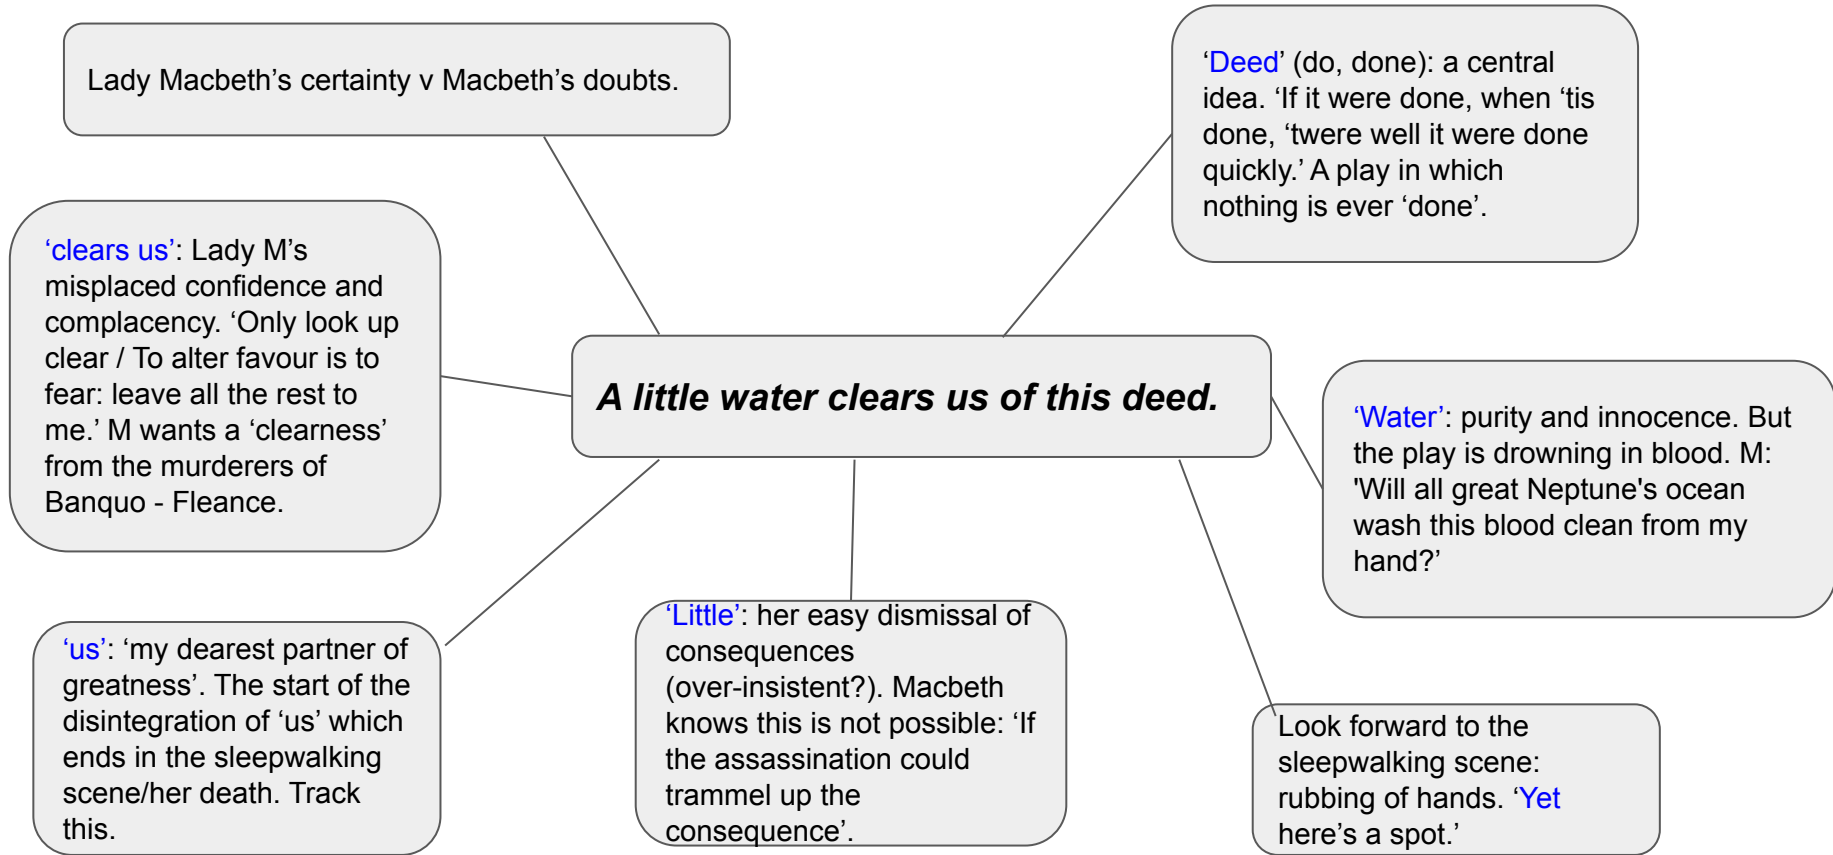 Lady Macbeth’s certainty v Macbeth’s doubts.
‘Deed’ (do, done): a central
idea. ‘If it were done, when ‘tis
done, ‘twere well it were done
quickly.’ A play in which
nothing is ever ‘done’.
‘clears us’: Lady M’s
misplaced confidence and
complacency. ‘Only look up
clear / To alter favour is to
fear: leave all the rest to
me.’ M wants a ‘clearness’
from the murderers of
Banquo - Fleance.
A little water clears us of this deed.
‘Water’: purity and innocence. But
the play is drowning in blood. M:
'Will all great Neptune's ocean
wash this blood clean from my
hand?’
‘us’: ‘my dearest partner of
greatness’. The start of the
disintegration of ‘us’ which
ends in the sleepwalking
scene/her death. Track
this.
‘Little’: her easy dismissal of
consequences
(over-insistent?). Macbeth
knows this is not possible: ‘If
the assassination could
trammel up the
consequence’.
Look forward to the
sleepwalking scene:
rubbing of hands. ‘Yet
here’s a spot.’